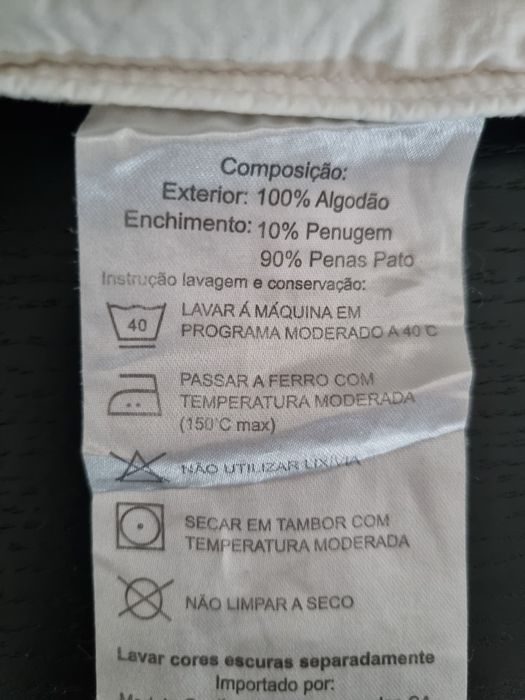 Composição:
Exterior: 100% Algodão
Enchimento: 10% Penugem
90% Penas Pato
Instrução lavagem e conservação:
40
LAVAR Á MÁQUINA EM
PROGRAMA MODERADO A 40°C
PASSAR A FERRO COM
TEMPERATURA MODERADA
(150°C max)
NÃO UTILIZAR LIXIVIA
SECAR EM TAMBOR COM
TEMPERATURA MODERADA
NÃO LIMPAR A SECO
Lavar cores escuras separadamente
Importado por: